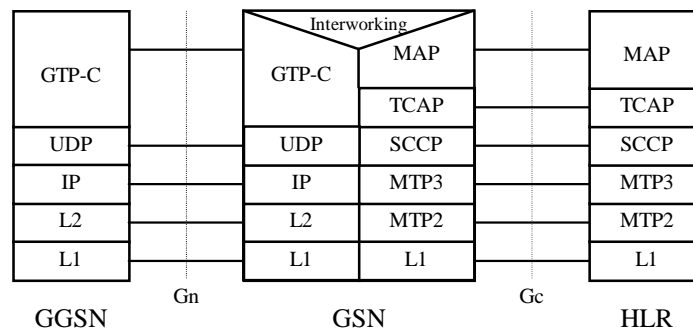 Interworking
GTP-C GTP-C MAP MAP
TCAP TCAP
UDP UDP SCCP SCCP
IP IP MTP3 MTP3
L2 L2 MTP2 MTP2
L1 L1 L1 L1
Gn Gc
GGSN GSN HLR